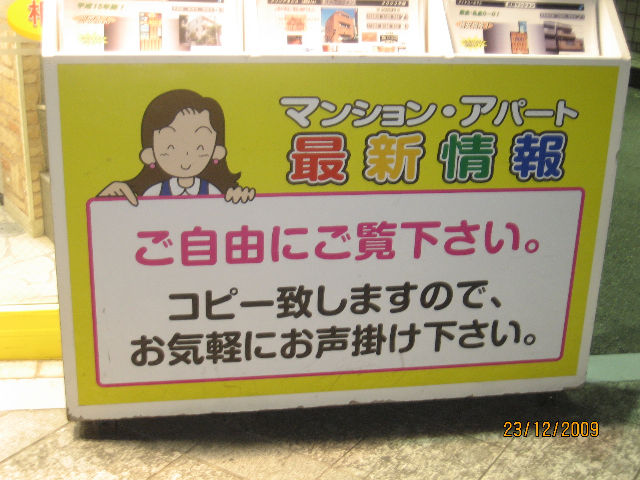 マンション・アパート
最新情報
ご自由にご覧下さい。
コピー致しますので、
お気軽にお声掛け下さい。
23/12/2009